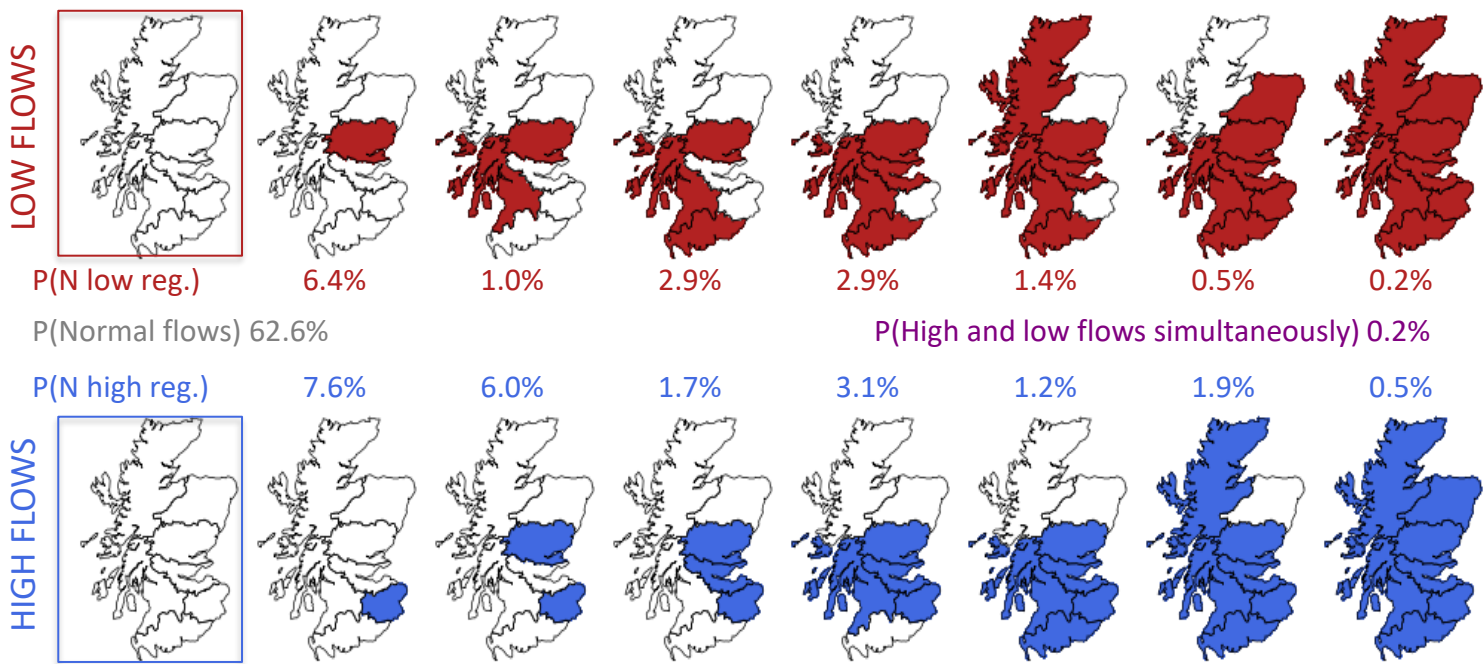 LOW FLOWS
P(N low reg.) 6.4% 1.0% 2.9% 2.9% 1.4% 0.5% 0.2%
P(Normal flows) 62.6% P(High and low flows simultaneously) 0.2%
P(N high reg.) 7.6% 6.0% 1.7% 3.1% 1.2% 1.9% 0.5%
HIGH FLOWS